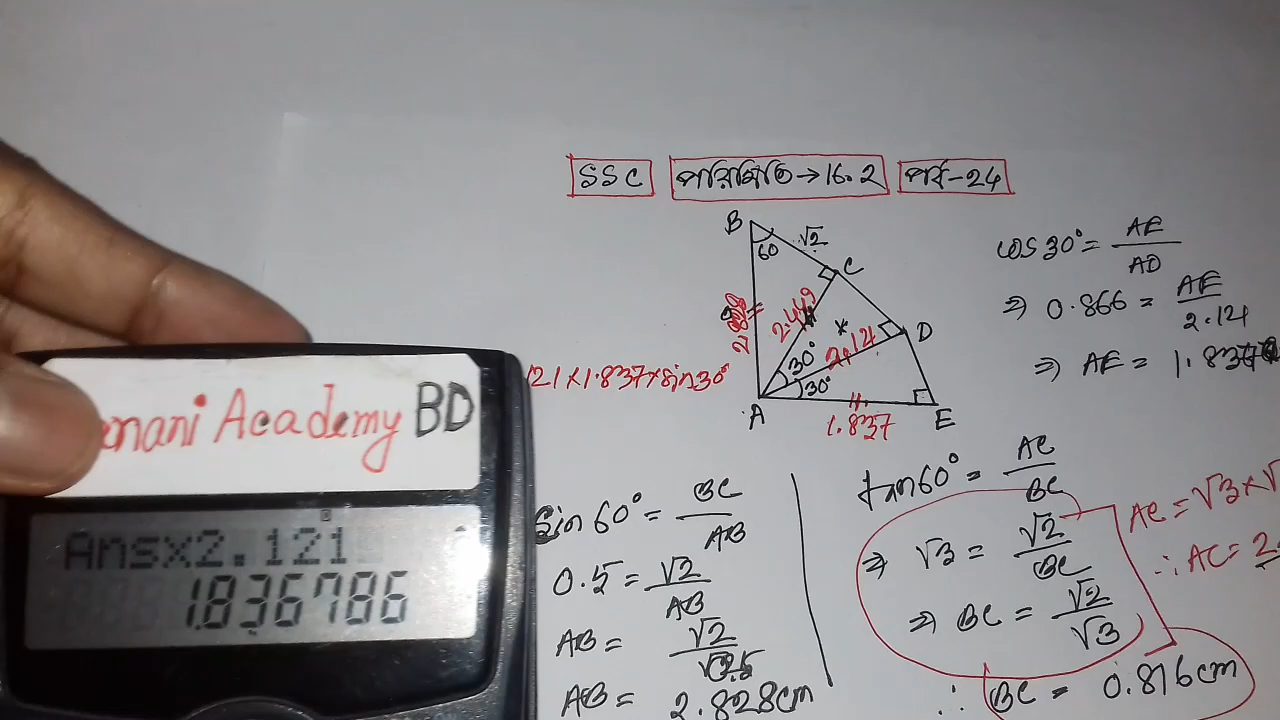 SSC পরিমিতি → 16.2 পর্ব-24
B
60
√2
C
2.449
2.121
D
30°
30°
A
1.837
E
121 x 1.837 x sin30°
cos 30° = AE / AD
⇒ 0.866 = AE / 2.121
⇒ AE = 1.837
nani Academy BD
Ansx2.121
1.836786
sin 60° = BC / AB
0.5 = √2 / AB
AB = √2 / √0.5
AB = 2.828cm
tan60° = AC / BC
⇒ √3 = √2 / BC
⇒ BC = √2 / √3
∴ BC = 0.816cm
AC = √3 x √
∴ AC = 2.